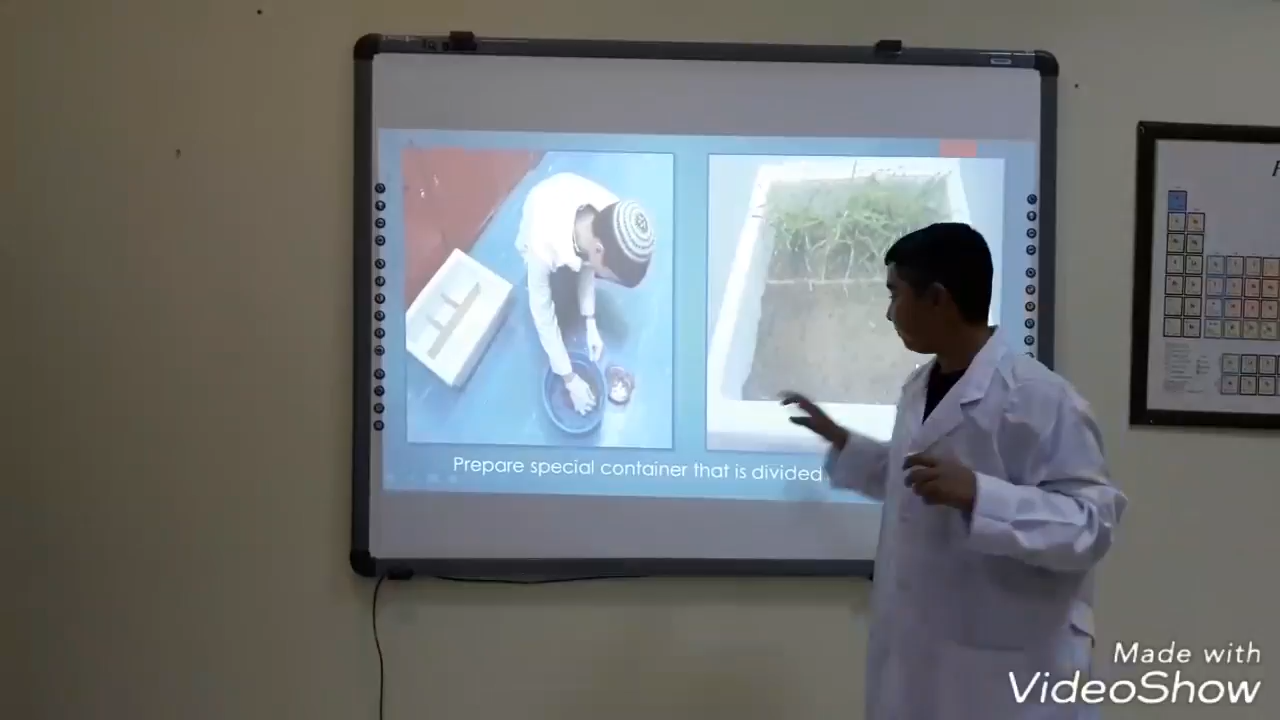 Prepare special container that is divided
Made with
VideoShow